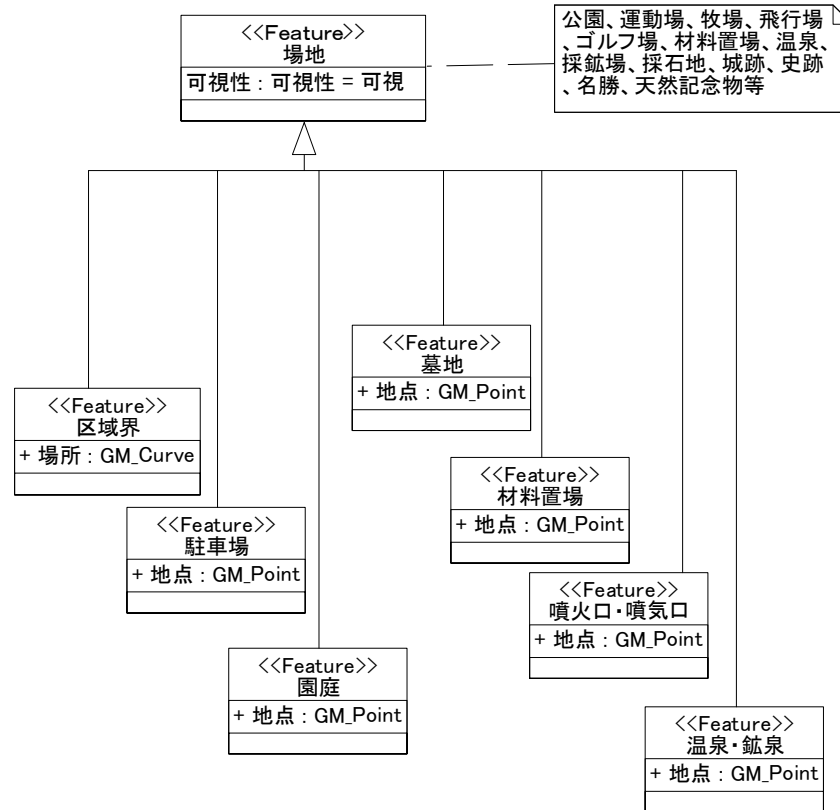 <<Feature>>
場地
可視性 : 可視性 = 可視
公園、運動場、牧場、飛行場
、ゴルフ場、材料置場、温泉、
採鉱場、採石地、城跡、史跡
、名勝、天然記念物等
<<Feature>>
墓地
+ 地点 : GM_Point
<<Feature>>
区域界
+ 場所 : GM_Curve
<<Feature>>
材料置場
+ 地点 : GM_Point
<<Feature>>
駐車場
+ 地点 : GM_Point
<<Feature>>
噴火口・噴気口
+ 地点 : GM_Point
<<Feature>>
園庭
+ 地点 : GM_Point
<<Feature>>
温泉・鉱泉
+ 地点 : GM_Point